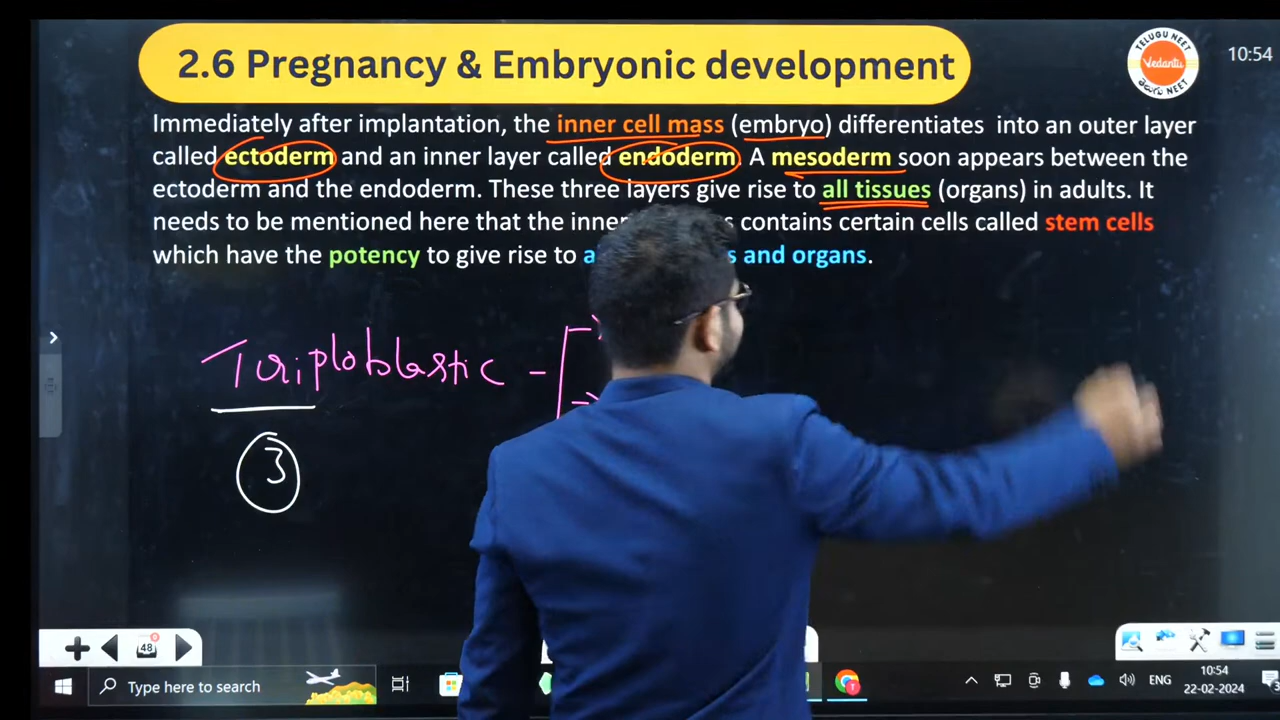 2.6 Pregnancy & Embryonic development
TELUGU NEET
Vedantu
తెలుగు NEET
10:54
Immediately after implantation, the inner cell mass (embryo) differentiates into an outer layer
called ectoderm and an inner layer called endoderm. A mesoderm soon appears between the
ectoderm and the endoderm. These three layers give rise to all tissues (organs) in adults. It
needs to be mentioned here that the inner contains certain cells called stem cells
which have the potency to give rise to and organs.
Triploblastic -
3
48
Type here to search
ENG
10:54
22-02-2024